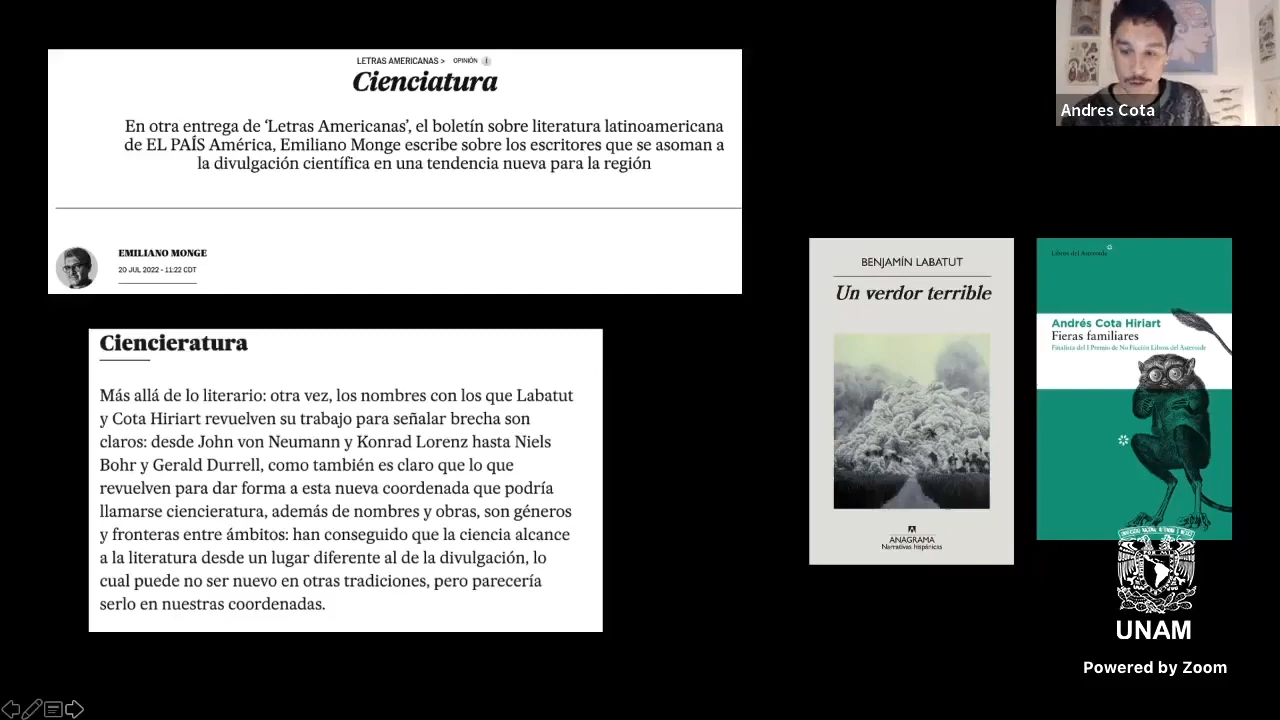 LETRAS AMERICANAS > OPINIÓN i
Cienciatura
En otra entrega de ‘Letras Americanas’, el boletín sobre literatura latinoamericana
de EL PAÍS América, Emiliano Monge escribe sobre los escritores que se asoman a
la divulgación científica en una tendencia nueva para la región
EMILIANO MONGE
20 JUL 2022 - 11:22 CDT
Ciencieratura
Más allá de lo literario: otra vez, los nombres con los que Labatut
y Cota Hiriart revuelven su trabajo para señalar brecha son
claros: desde John von Neumann y Konrad Lorenz hasta Niels
Bohr y Gerald Durrell, como también es claro que lo que
revuelven para dar forma a esta nueva coordenada que podría
llamarse ciencieratura, además de nombres y obras, son géneros
y fronteras entre ámbitos: han conseguido que la ciencia alcance
a la literatura desde un lugar diferente al de la divulgación, lo
cual puede no ser nuevo en otras tradiciones, pero parecería
serlo en nuestras coordenadas.
Andres Cota
BENJAMÍN LABATUT
Un verdor terrible
ANAGRAMA
Narrativas hispánicas
Libros del Asteroide
Andrés Cota Hiriart
Fieras familiares
Finalista del I Premio de No Ficción Libros del Asteroide
UNAM
Powered by Zoom